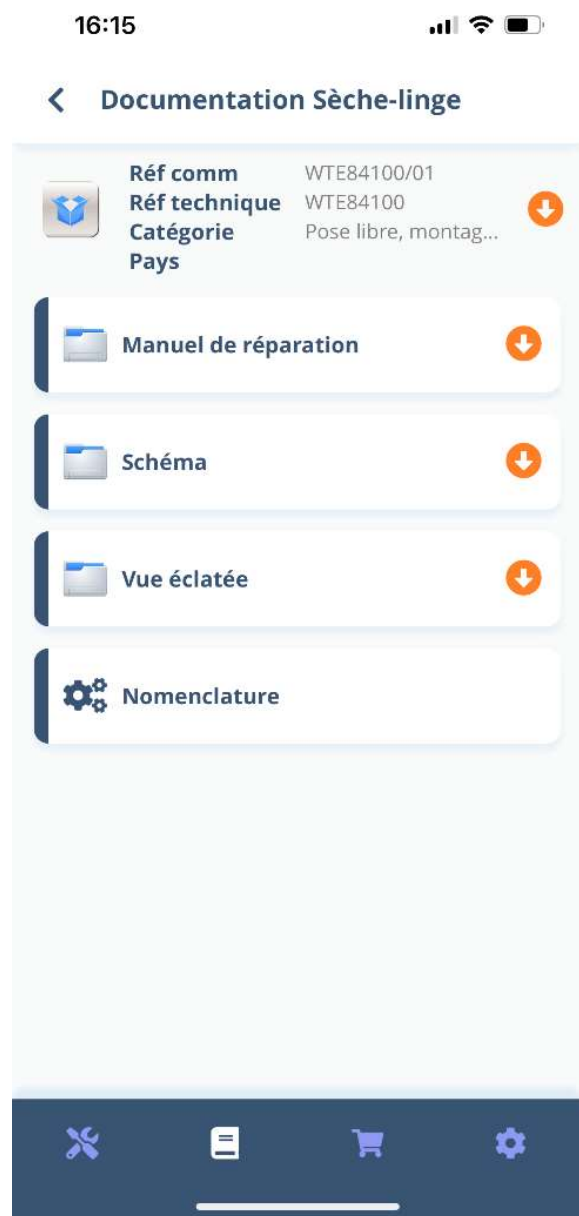 16:15
Documentation Sèche-linge
Réf comm WTE84100/01
Réf technique WTE84100
Catégorie Pose libre, montag...
Pays
Manuel de réparation
Schéma
Vue éclatée
Nomenclature